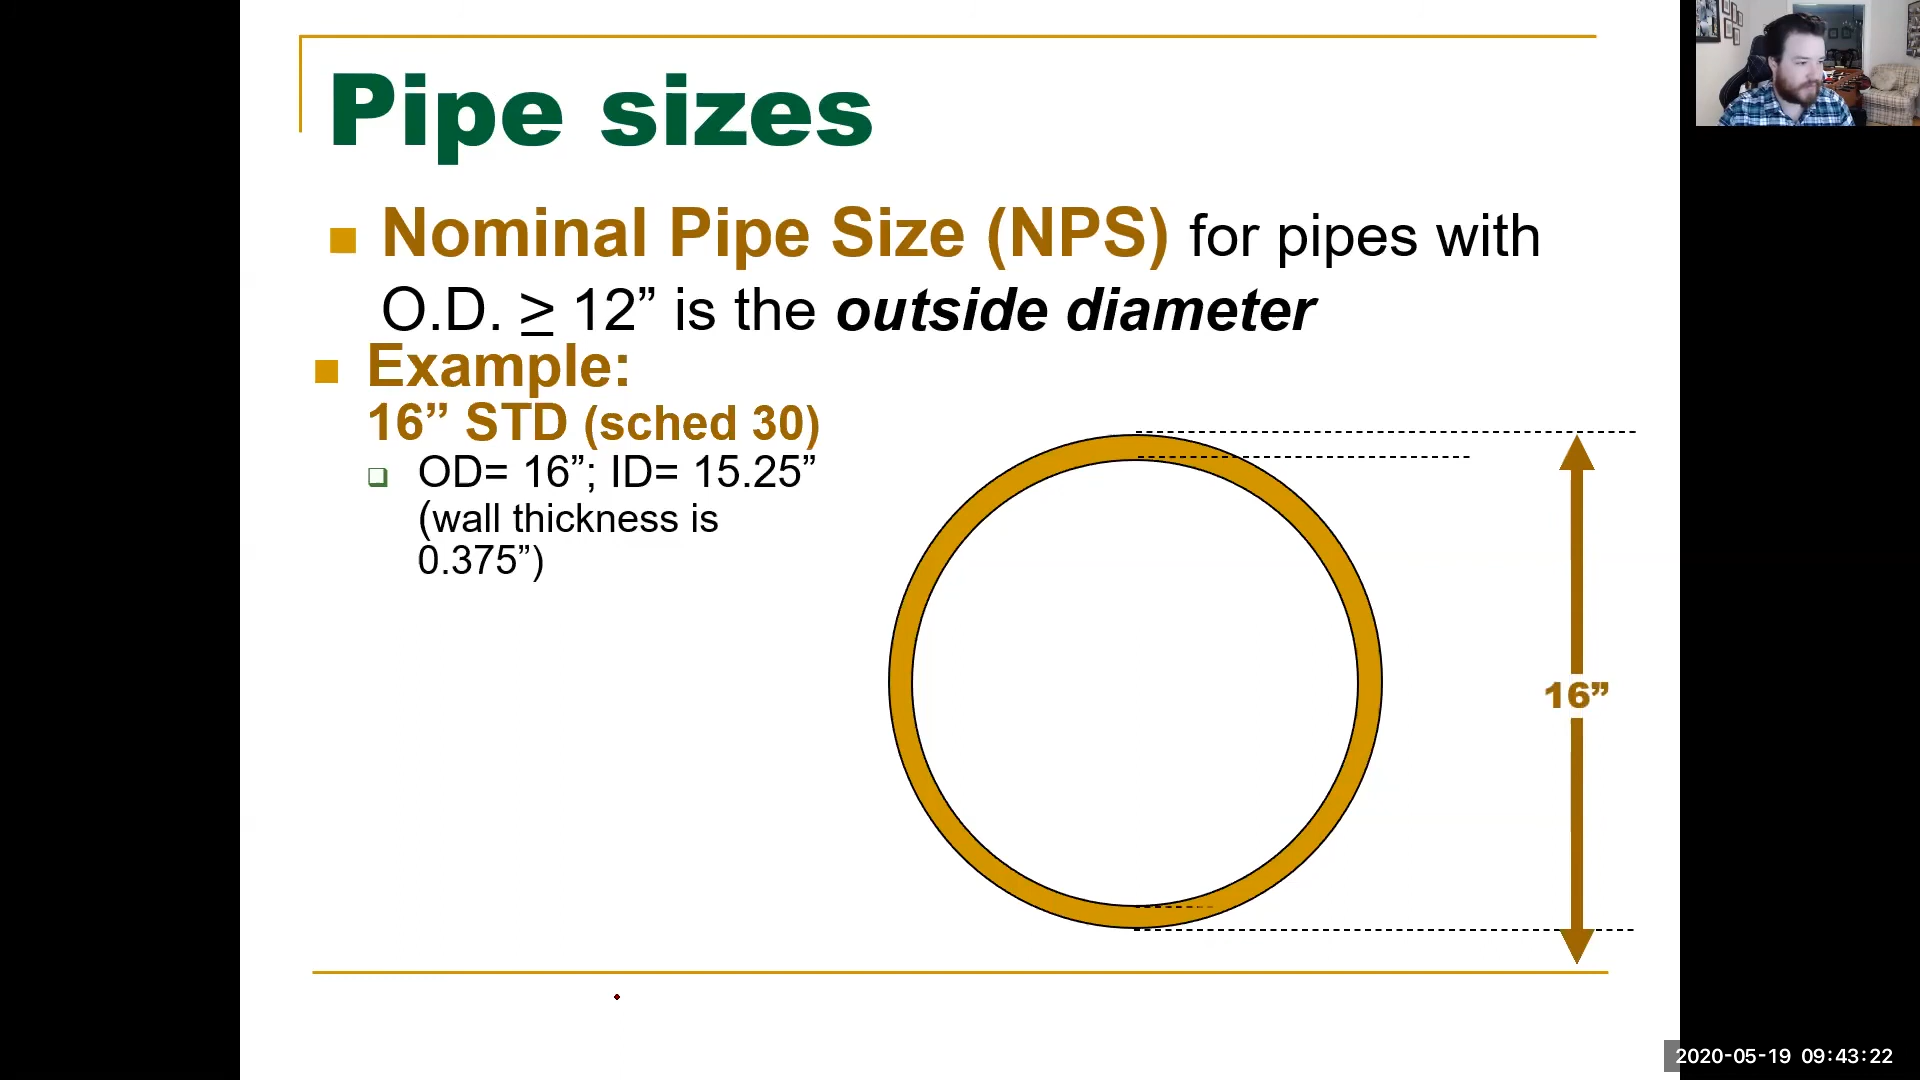 Pipe sizes
Nominal Pipe Size (NPS) for pipes with
O.D. ≥ 12” is the outside diameter
Example:
16” STD (sched 30)
OD= 16”; ID= 15.25”
(wall thickness is
0.375”)
16”
2020-05-19 09:43:22